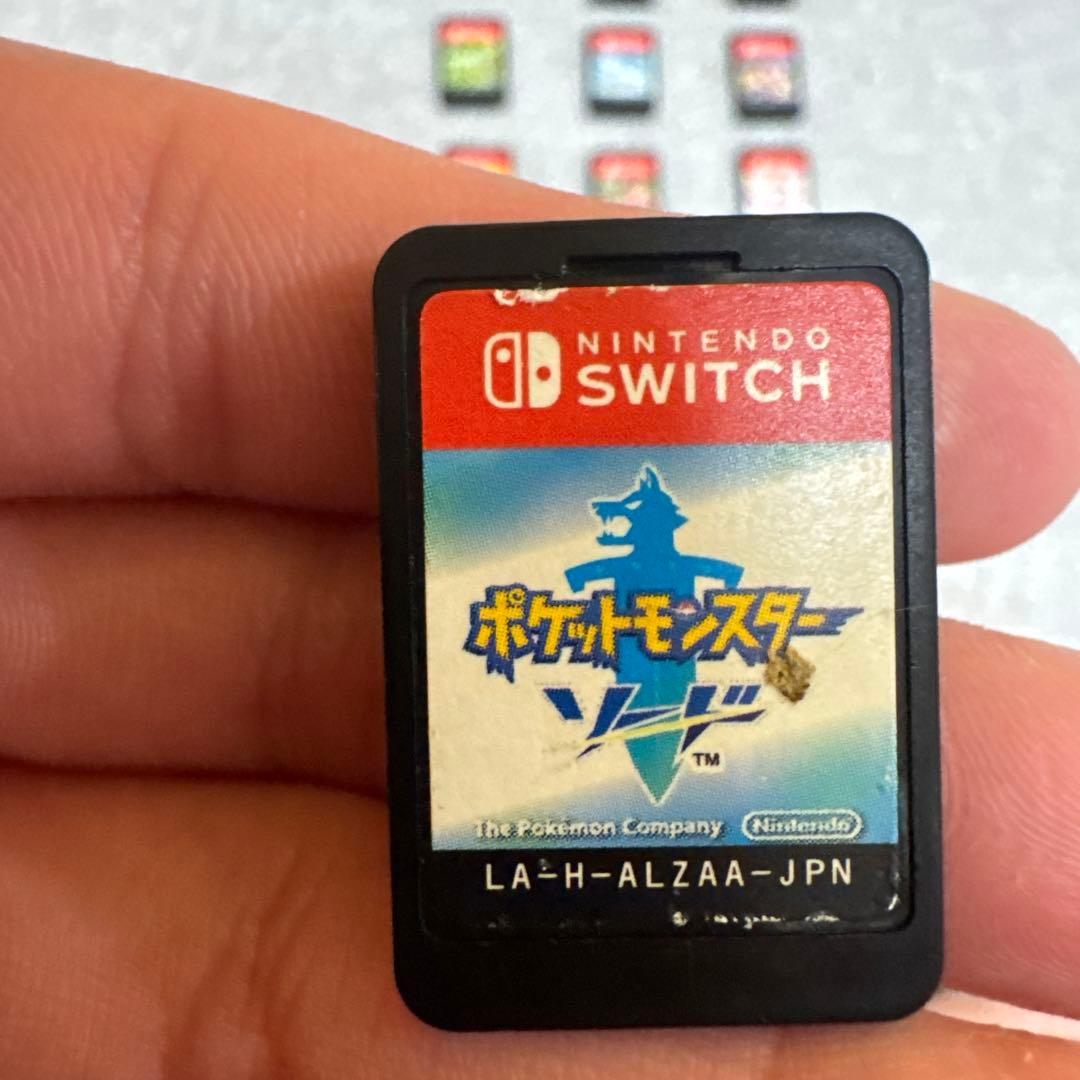 NINTENDO
SWITCH
ポケットモンスター
ソード
TM
The Pokémon Company Nintendo
LA-H-ALZAA-JPN